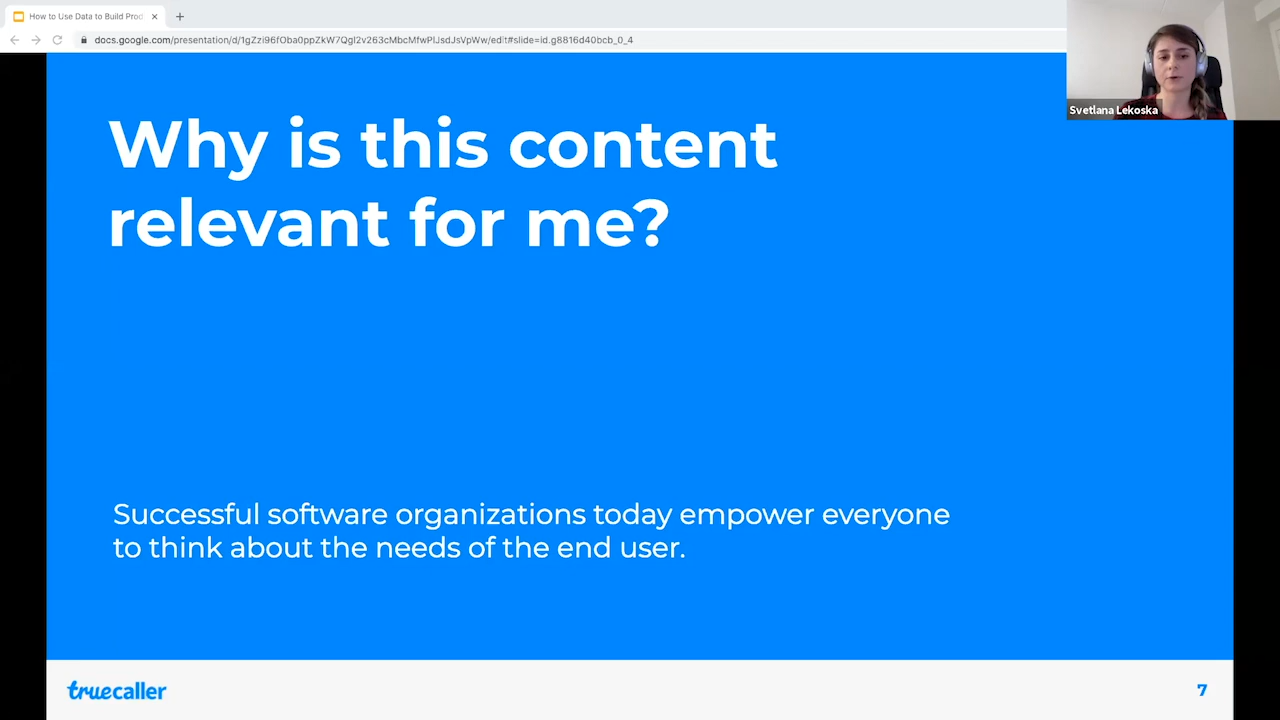 How to Use Data to Build Prod
docs.google.com/presentation/d/1gZzi96fOba0ppZkW7QgI2v263cMbcMfwPIJsdJsVpWw/edit#slide=id.g8816d40bcb_0_4
Svetlana Lekoska
Why is this content
relevant for me?
Successful software organizations today empower everyone
to think about the needs of the end user.
truecaller
7